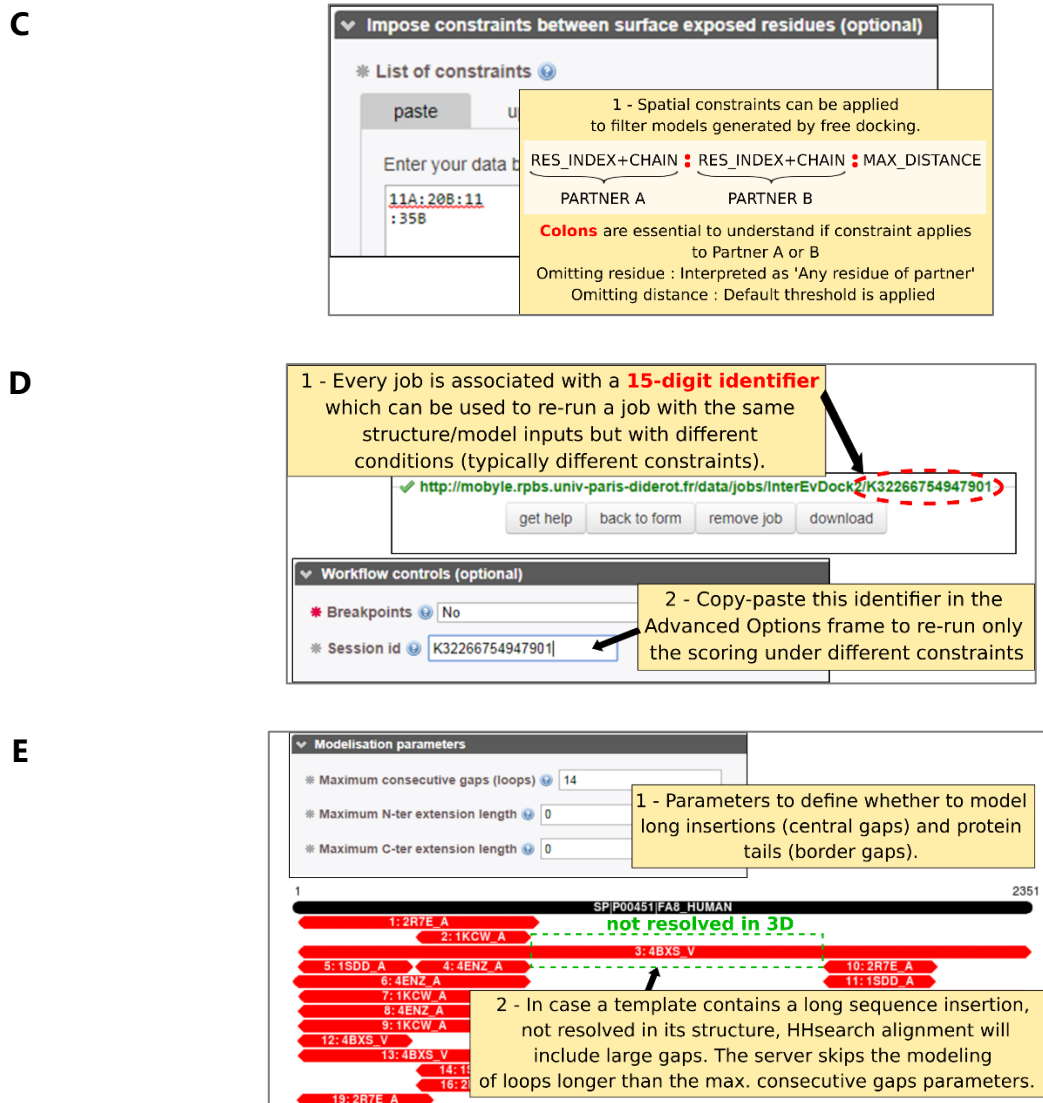 C
Impose constraints between surface exposed residues (optional)
List of constraints
paste
1 - Spatial constraints can be applied
to filter models generated by free docking.
Enter your data
RES_INDEX+CHAIN : RES_INDEX+CHAIN : MAX_DISTANCE
PARTNER A PARTNER B
11A:20B:11
:35B
Colons are essential to understand if constraint applies
to Partner A or B
Omitting residue : Interpreted as 'Any residue of partner'
Omitting distance : Default threshold is applied
D
1 - Every job is associated with a 15-digit identifier
which can be used to re-run a job with the same
structure/model inputs but with different
conditions (typically different constraints).
http://mobyle.rpbs.univ-paris-diderot.fr/data/jobs/InterEvDock2/K32266754947901
get help back to form remove job download
Workflow controls (optional)
* Breakpoints No
* Session id K32266754947901
2 - Copy-paste this identifier in the
Advanced Options frame to re-run only
the scoring under different constraints
E
Modelisation parameters
* Maximum consecutive gaps (loops) 14
* Maximum N-ter extension length 0
* Maximum C-ter extension length 0
1 - Parameters to define whether to model
long insertions (central gaps) and protein
tails (border gaps).
1 2351
SP|P00451|FA8_HUMAN
1: 2R7E_A not resolved in 3D
2: 1KCW_A
3: 4BXS_V
5: 1SDD_A 4: 4ENZ_A 10: 2R7E_A
6: 4ENZ_A 11: 1SDD_A
7: 1KCW_A
8: 4ENZ_A
9: 1KCW_A
12: 4BXS_V
13: 4BXS_V
14: 1
16: 2
19: 2R7E_A
2 - In case a template contains a long sequence insertion,
not resolved in its structure, HHsearch alignment will
include large gaps. The server skips the modeling
of loops longer than the max. consecutive gaps parameters.